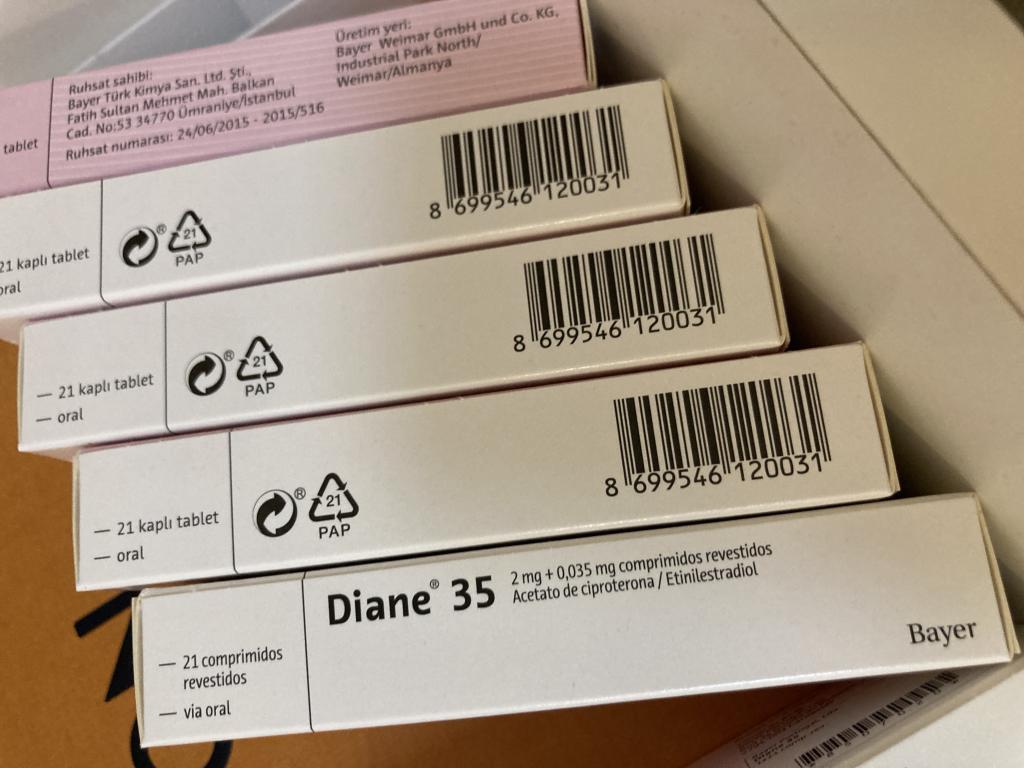 tablet
Ruhsat sahibi:
Bayer Türk Kimya San. Ltd. Şti.,
Fatih Sultan Mehmet Mah. Balkan
Cad. No:53 34770 Ümraniye/İstanbul
Ruhsat numarası: 24/06/2015 - 2015/516
Üretim yeri:
Bayer Weimar GmbH und Co. KG,
Industrial Park North/
Weimar/Almanya
21 kaplı tablet
oral
®
21
PAP
8 699546 120031
— 21 kaplı tablet
— oral
®
21
PAP
8 699546 120031
— 21 kaplı tablet
— oral
®
21
PAP
8 699546 120031
— 21 comprimidos
revestidos
— via oral
Diane® 35
2 mg + 0,035 mg comprimidos revestidos
Acetato de ciproterona / Etinilestradiol
Bayer